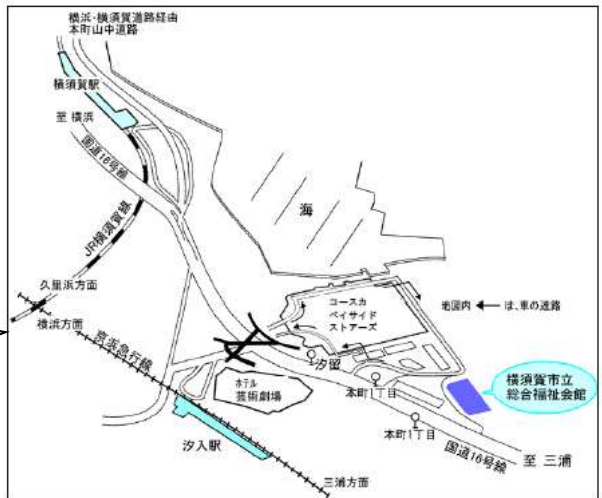 横浜・横須賀道路経由
本町山中道路
横須賀駅
至 横浜
国道16号線
JR横須賀線
海
久里浜方面
横浜方面
京浜急行線
コースカ
ベイサイド
ストアーズ
地図内 ← は、車の進路
汐留
ホテル
芸術劇場
本町1丁目
横須賀市立
総合福祉会館
汐入駅
本町1丁目
国道16号線
至 三浦
三浦方面